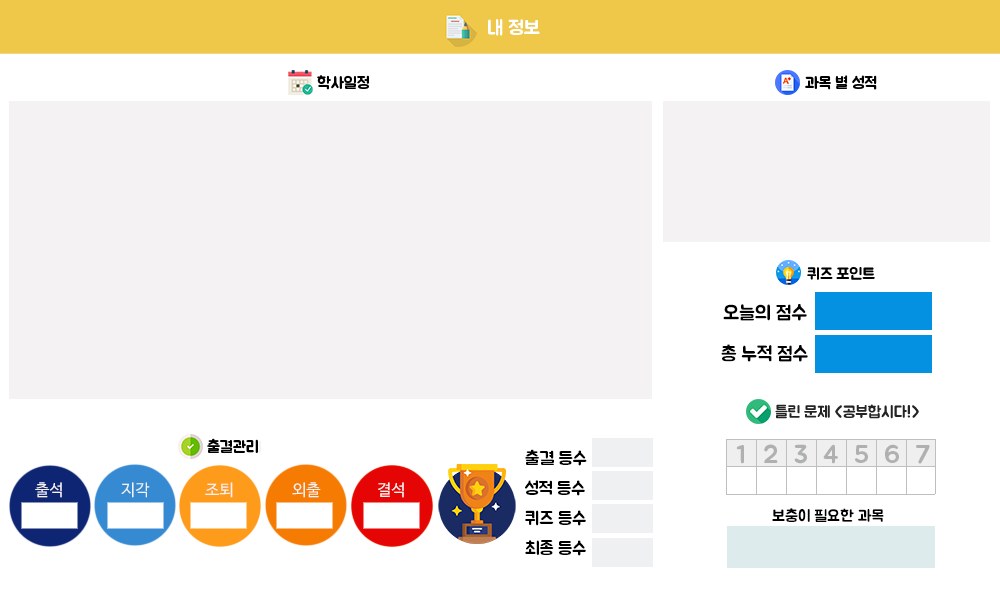 내 정보
학사일정
과목 별 성적
퀴즈 포인트
오늘의 점수
총 누적 점수
틀린 문제 <공부합시다!>
1 2 3 4 5 6 7
보충이 필요한 과목
출결관리
출석 지각 조퇴 외출 결석
출결 등수
성적 등수
퀴즈 등수
최종 등수